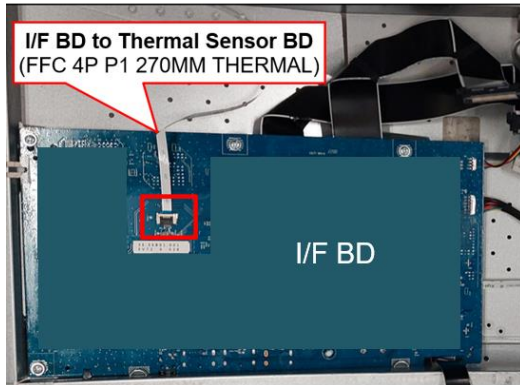 I/F BD to Thermal Sensor BD
(FFC 4P P1 270MM THERMAL)
I/F BD